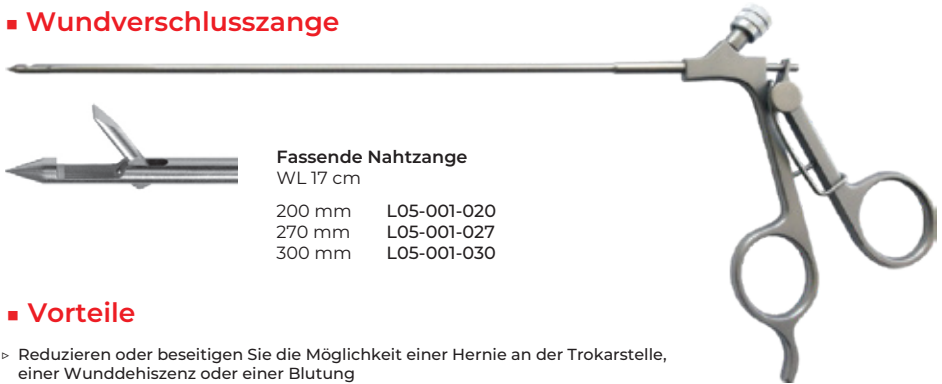 ▪ Wundverschlusszange
Fassende Nahtzange
WL 17 cm
200 mm L05-001-020
270 mm L05-001-027
300 mm L05-001-030
▪ Vorteile
▹ Reduzieren oder beseitigen Sie die Möglichkeit einer Hernie an der Trokarstelle,
einer Wunddehiszenz oder einer Blutung